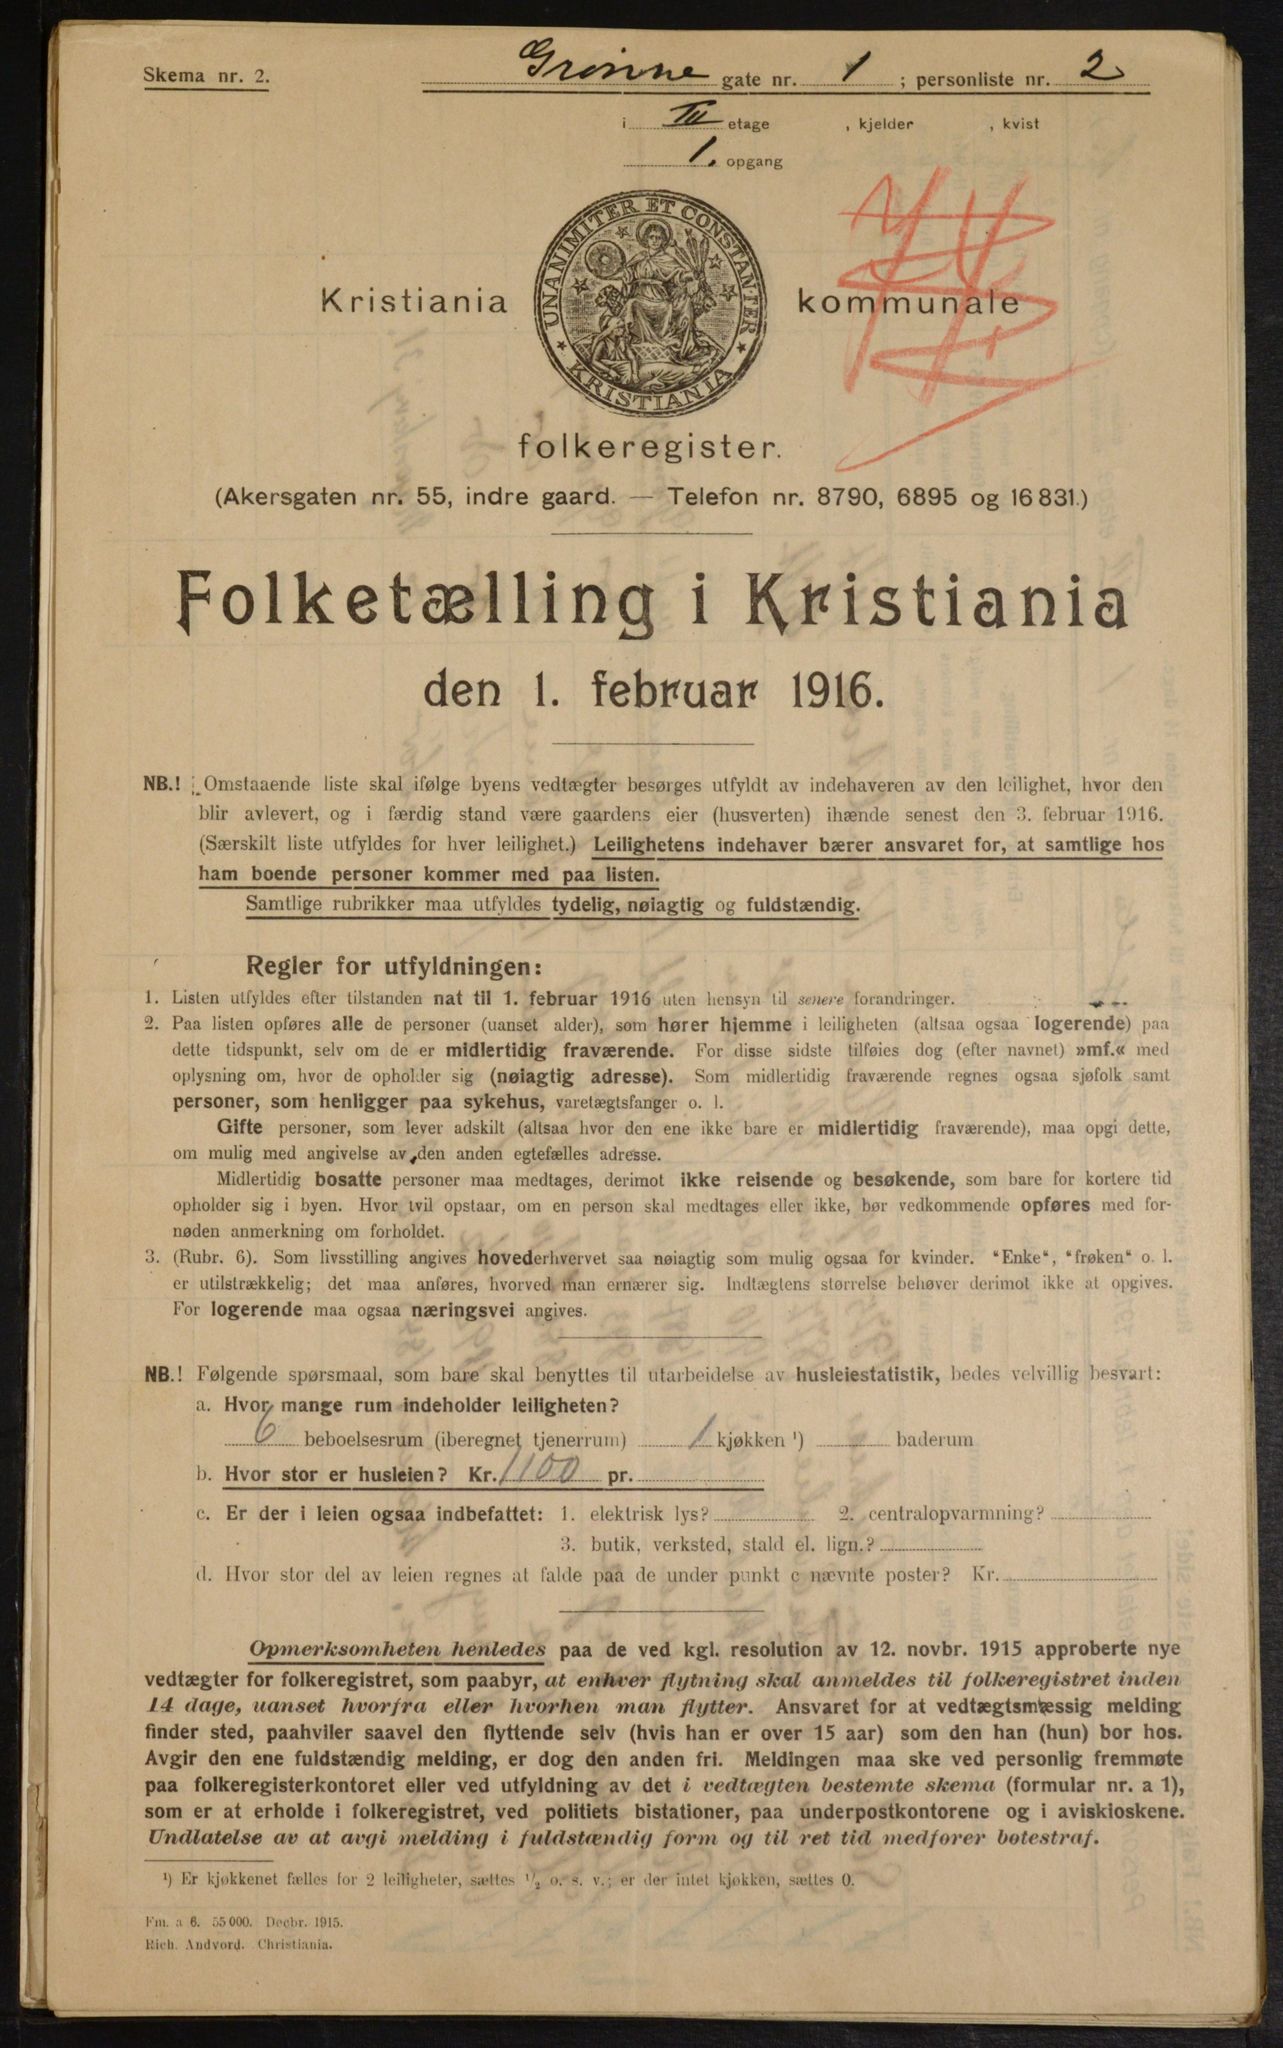 Skema nr. 2.
Grønne gate nr. 1 ; personliste nr. 2
i III etage , kjelder , kvist
1. opgang
UNANIMITER ET CONSTANTER
KRISTIANIA
Kristiania kommunale
folkeregister.
(Akersgaten nr. 55, indre gaard. — Telefon nr. 8790, 6895 og 16 831.)
Folketælling i Kristiania
den 1. februar 1916.
NB.! Omstaaende liste skal ifølge byens vedtægter besørges utfyldt av indehaveren av den leilighet, hvor den
blir avlevert, og i færdig stand være gaardens eier (husverten) ihænde senest den 3. februar 1916.
(Særskilt liste utfyldes for hver leilighet.) Leilighetens indehaver bærer ansvaret for, at samtlige hos
ham boende personer kommer med paa listen.
Samtlige rubrikker maa utfyldes tydelig, nøiagtig og fuldstændig.
Regler for utfyldningen:
1. Listen utfyldes efter tilstanden nat til 1. februar 1916 uten hensyn til senere forandringer.
2. Paa listen opføres alle de personer (uanset alder), som hører hjemme i leiligheten (altsaa ogsaa logerende) paa
dette tidspunkt, selv om de er midlertidig fraværende. For disse sidste tilføies dog (efter navnet) »mf.« med
oplysning om, hvor de opholder sig (nøiagtig adresse). Som midlertidig fraværende regnes ogsaa sjøfolk samt
personer, som henligger paa sykehus, varetægtsfanger o. l.
Gifte personer, som lever adskilt (altsaa hvor den ene ikke bare er midlertidig fraværende), maa opgi dette,
om mulig med angivelse av den anden egtefælles adresse.
Midlertidig bosatte personer maa medtages, derimot ikke reisende og besøkende, som bare for kortere tid
opholder sig i byen. Hvor tvil opstaar, om en person skal medtages eller ikke, bør vedkommende opføres med for-
nøden anmerkning om forholdet.
3. (Rubr. 6). Som livsstilling angives hovederhvervet saa nøiagtig som mulig ogsaa for kvinder. "Enke", "frøken" o. l.
er utilstrækkelig; det maa anføres, hvorved man ernærer sig. Indtægtens størrelse behøver derimot ikke at opgives.
For logerende maa ogsaa næringsvei angives.
NB.! Følgende spørsmaal, som bare skal benyttes til utarbeidelse av husleiestatistik, bedes velvillig besvart:
a. Hvor mange rum indeholder leiligheten?
6 beboelsesrum (iberegnet tjenerrum) 1 kjøkken ¹) baderum
b. Hvor stor er husleien? Kr. 1100 pr.
c. Er der i leien ogsaa indbefattet: 1. elektrisk lys? 2. centralopvarmning?
3. butik, verksted, stald el. lign.?
d. Hvor stor del av leien regnes at falde paa de under punkt c nævnte poster? Kr.
Opmerksomheten henledes paa de ved kgl. resolution av 12. novbr. 1915 approberte nye
vedtægter for folkeregistret, som paabyr, at enhver flytning skal anmeldes til folkeregistret inden
14 dage, uanset hvorfra eller hvorhen man flytter. Ansvaret for at vedtægtsmæssig melding
finder sted, paahviler saavel den flyttende selv (hvis han er over 15 aar) som den han (hun) bor hos.
Avgir den ene fuldstændig melding, er dog den anden fri. Meldingen maa ske ved personlig fremmøte
paa folkeregisterkontoret eller ved utfyldning av det i vedtægten bestemte skema (formular nr. a 1),
som er at erholde i folkeregistret, ved politiets bistationer, paa underpostkontorene og i aviskioskene.
Undlatelse av at avgi melding i fuldstændig form og til ret tid medfører bøtestraf.
¹) Er kjøkkenet fælles for 2 leiligheter, sættes ¹/₂ o. s. v.; er der intet kjøkken, sættes 0.
Fm. a 6. 55 000. Decbr. 1915.
Rich. Andvord. Christiania.